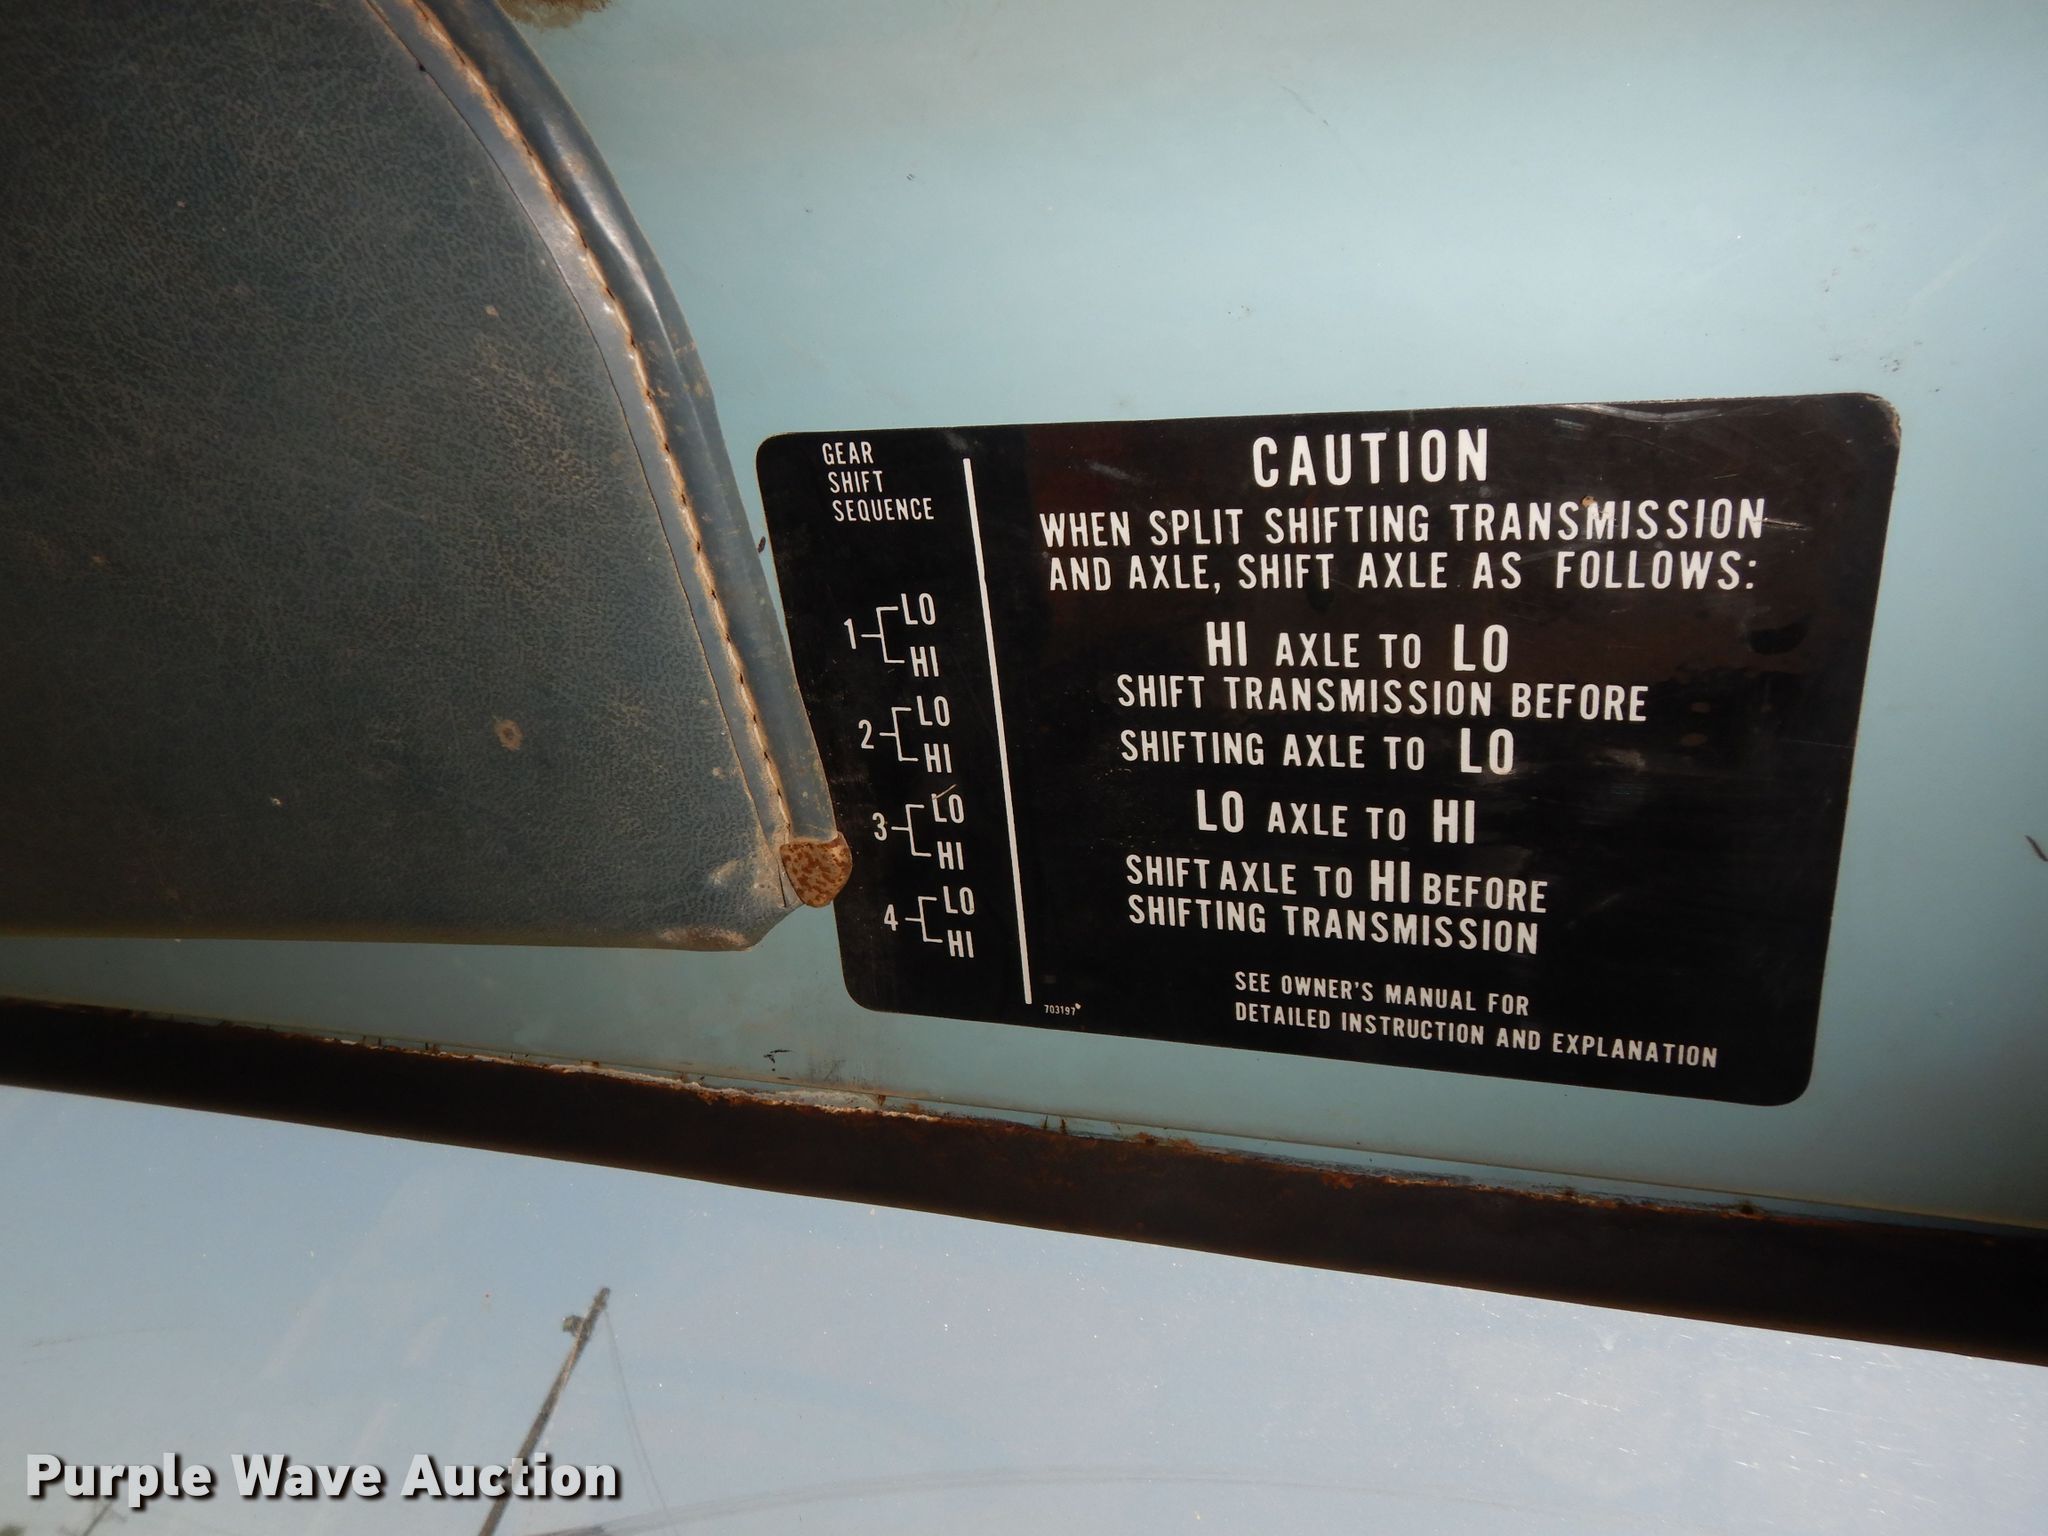 GEAR
SHIFT
SEQUENCE
1 LO
HI
2 LO
HI
3 LO
HI
4 LO
HI
CAUTION
WHEN SPLIT SHIFTING TRANSMISSION
AND AXLE, SHIFT AXLE AS FOLLOWS:
HI AXLE TO LO
SHIFT TRANSMISSION BEFORE
SHIFTING AXLE TO LO
LO AXLE TO HI
SHIFT AXLE TO HI BEFORE
SHIFTING TRANSMISSION
SEE OWNER'S MANUAL FOR
DETAILED INSTRUCTION AND EXPLANATION
703197
Purple Wave Auction